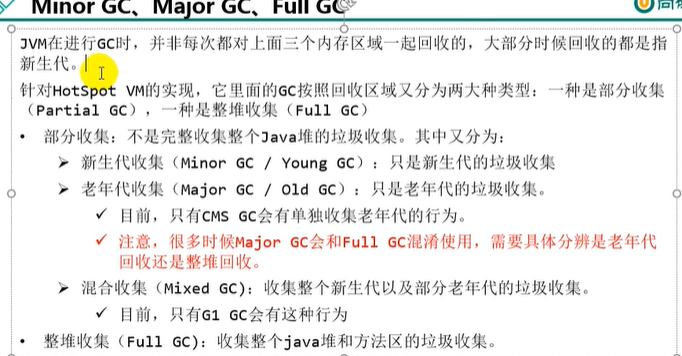 Minor GC、Major GC、Full GC
JVM在进行GC时，并非每次都对上面三个内存区域一起回收的，大部分时候回收的都是指
新生代。
针对HotSpot VM的实现，它里面的GC按照回收区域又分为两大种类型：一种是部分收集
（Partial GC），一种是整堆收集（Full GC）
• 部分收集：不是完整收集整个Java堆的垃圾收集。其中又分为：
➢ 新生代收集（Minor GC / Young GC）：只是新生代的垃圾收集
➢ 老年代收集（Major GC / Old GC）：只是老年代的垃圾收集。
✓ 目前，只有CMS GC会有单独收集老年代的行为。
✓ 注意，很多时候Major GC会和Full GC混淆使用，需要具体分辨是老年代
回收还是整堆回收。
➢ 混合收集（Mixed GC）：收集整个新生代以及部分老年代的垃圾收集。
✓ 目前，只有G1 GC会有这种行为
• 整堆收集（Full GC）：收集整个java堆和方法区的垃圾收集。